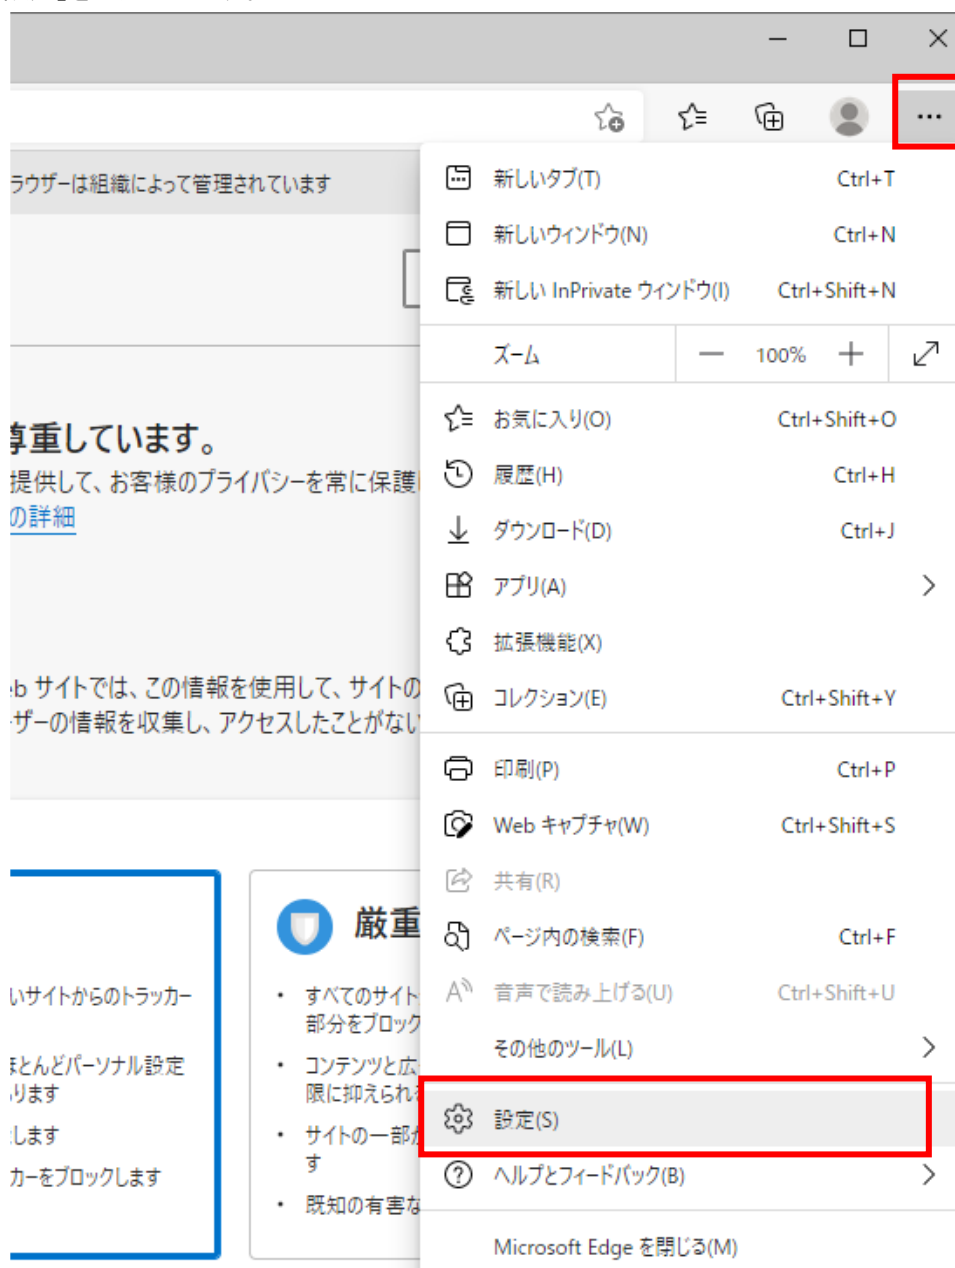 ラウザーは組織によって管理されています
新しいタブ(T) Ctrl+T
新しいウィンドウ(N) Ctrl+N
新しい InPrivate ウィンドウ(I) Ctrl+Shift+N
ズーム — 100% +
お気に入り(O) Ctrl+Shift+O
履歴(H) Ctrl+H
ダウンロード(D) Ctrl+J
アプリ(A)
拡張機能(X)
コレクション(E) Ctrl+Shift+Y
印刷(P) Ctrl+P
Web キャプチャ(W) Ctrl+Shift+S
共有(R)
ページ内の検索(F) Ctrl+F
音声で読み上げる(U) Ctrl+Shift+U
その他のツール(L)
設定(S)
ヘルプとフィードバック(B)
Microsoft Edge を閉じる(M)
尊重しています。
提供して、お客様のプライバシーを常に保護
の詳細
eb サイトでは、この情報を使用して、サイトの
ーザーの情報を収集し、アクセスしたことがない
いサイトからのトラッカー
ほとんどパーソナル設定
ります
します
カーをブロックします
厳重
• すべてのサイト
部分をブロック
• コンテンツと広
限に抑えられ
• サイトの一部が
す
• 既知の有害な